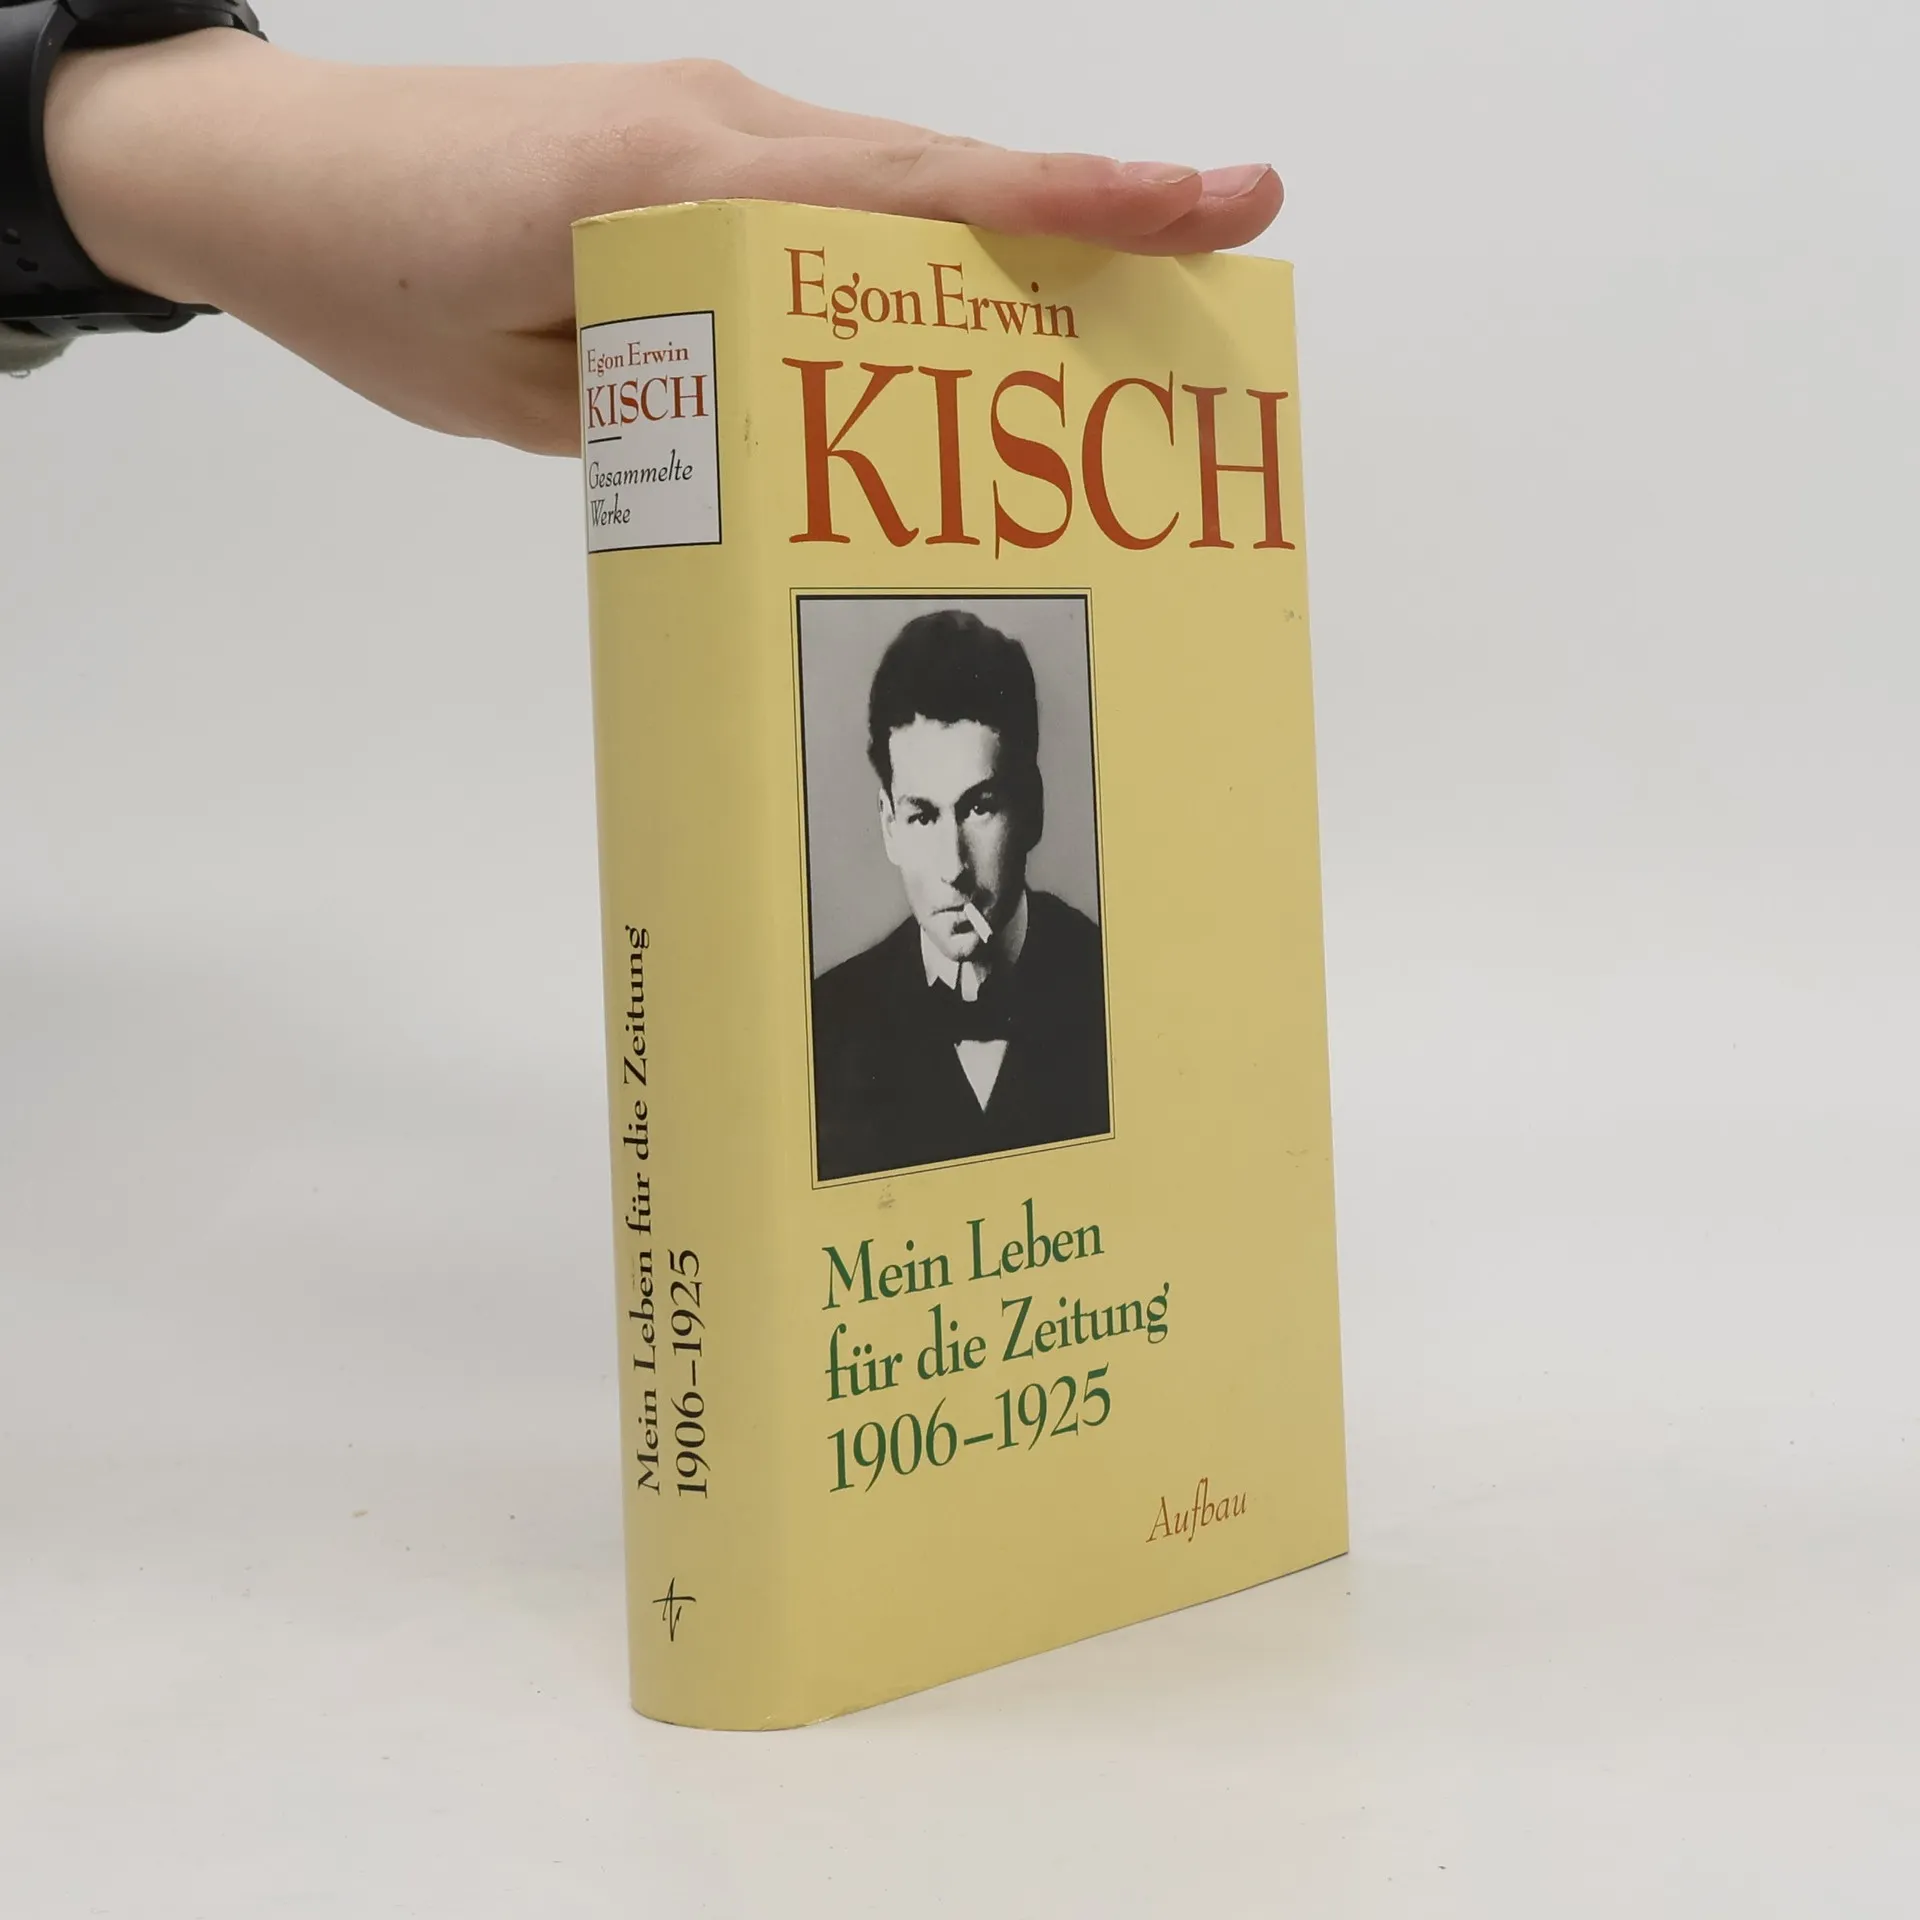 Egon Erwin
KISCH
Gesammelte
Werke
Mein Leben für die Zeitung
1906–1925
Egon Erwin
KISCH
Mein Leben
für die Zeitung
1906–1925
Aufbau